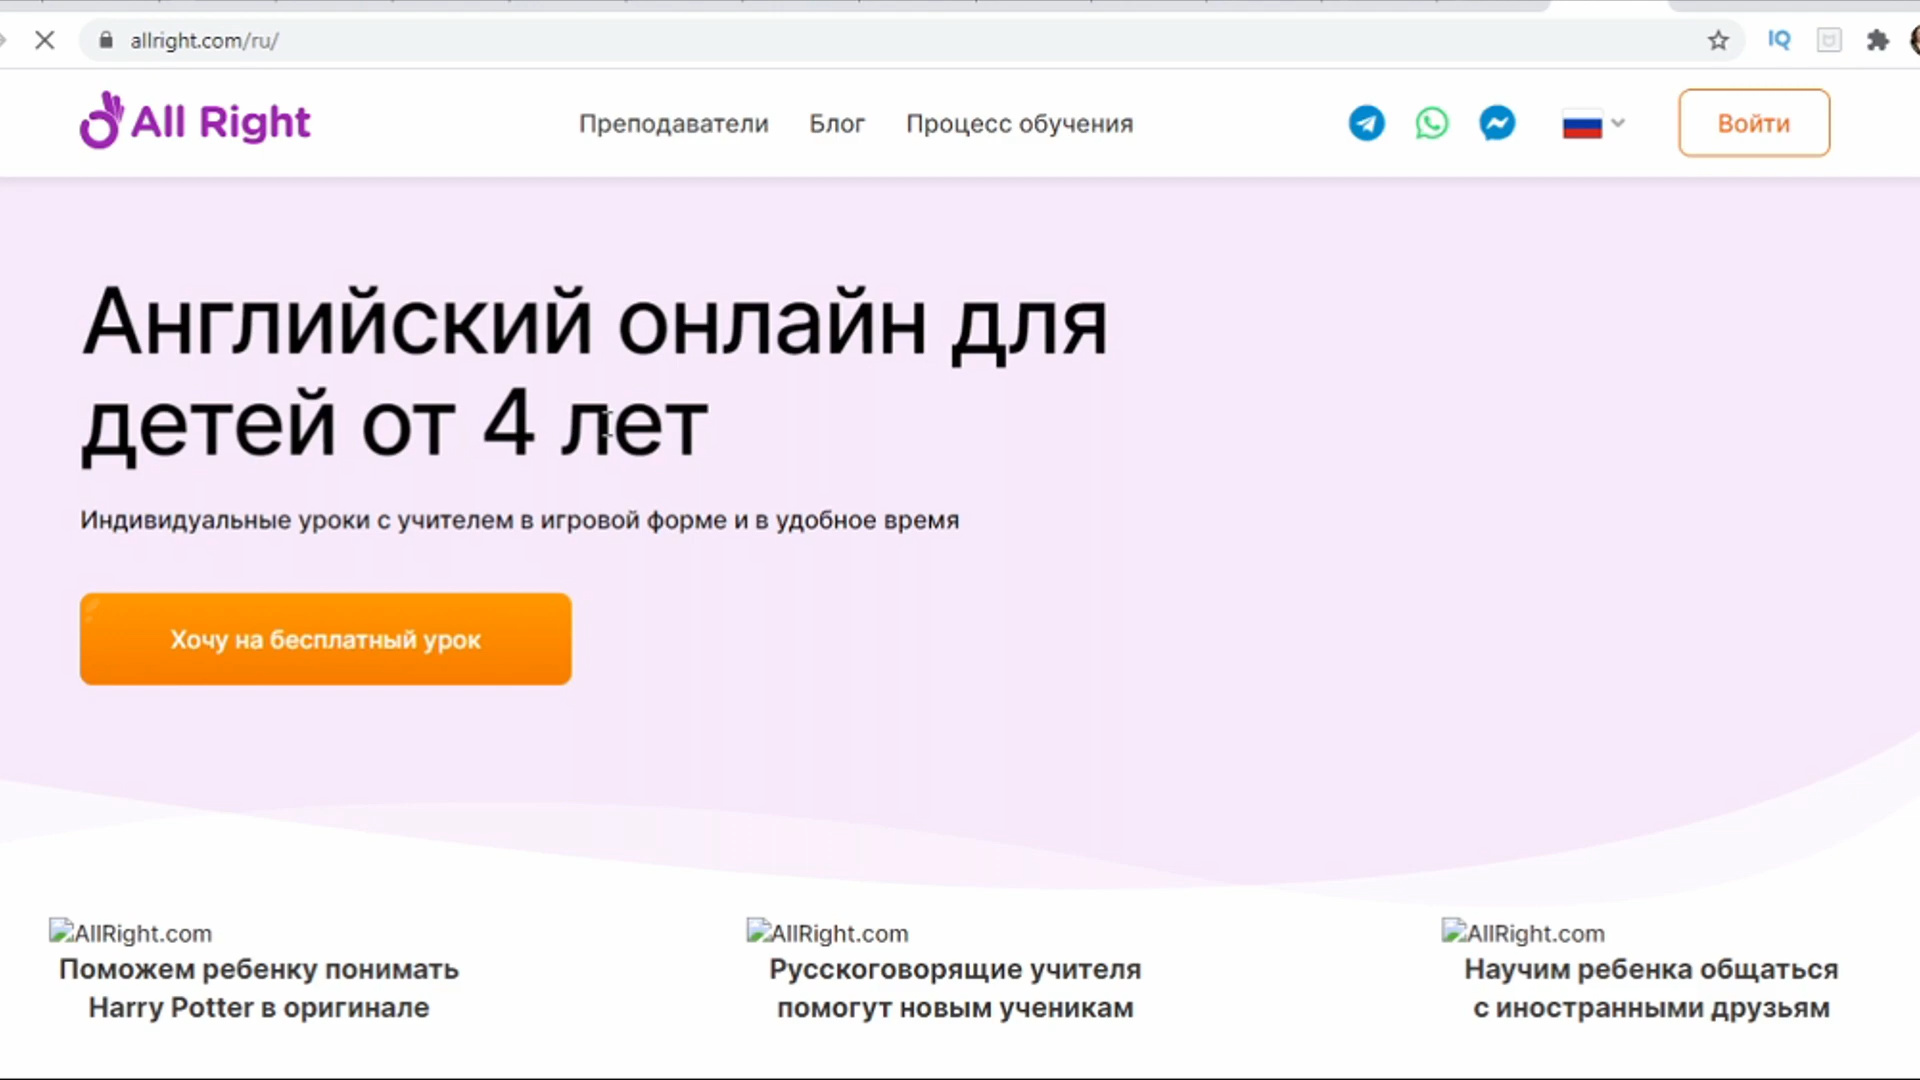 allright.com/ru/
IQ
All Right
Преподаватели
Блог
Процесс обучения
Войти
Английский онлайн для
детей от 4 лет
Индивидуальные уроки с учителем в игровой форме и в удобное время
Хочу на бесплатный урок
AllRight.com
Поможем ребенку понимать
Harry Potter в оригинале
AllRight.com
Русскоговорящие учителя
помогут новым ученикам
AllRight.com
Научим ребенка общаться
с иностранными друзьям